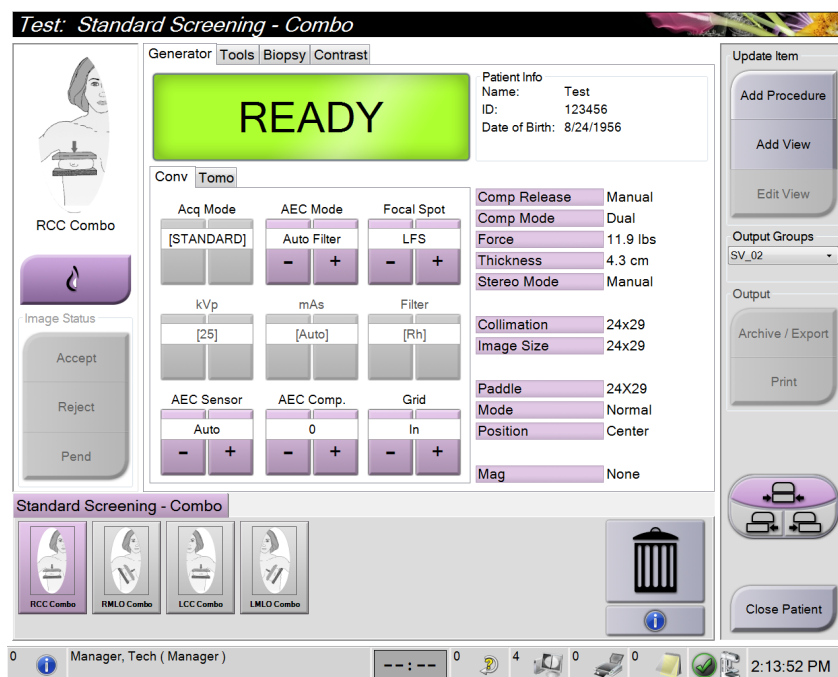 Test: Standard Screening - Combo
Generator Tools Biopsy Contrast
READY
Patient Info
Name: Test
ID: 123456
Date of Birth: 8/24/1956
RCC Combo
Image Status
Accept
Reject
Pend
Conv Tomo
Acq Mode AEC Mode Focal Spot
[STANDARD] Auto Filter LFS
- + - +
kVp mAs Filter
[25] [Auto] [Rh]
AEC Sensor AEC Comp. Grid
Auto 0 In
- + - + - +
Comp Release Manual
Comp Mode Dual
Force 11.9 lbs
Thickness 4.3 cm
Stereo Mode Manual
Collimation 24x29
Image Size 24x29
Paddle 24X29
Mode Normal
Position Center
Mag None
Update Item
Add Procedure
Add View
Edit View
Output Groups
SV_02
Output
Archive / Export
Print
Close Patient
Standard Screening - Combo
RCC Combo RMLO Combo LCC Combo LMLO Combo
0 Manager, Tech ( Manager ) --:-- 0 4 0 0 2:13:52 PM